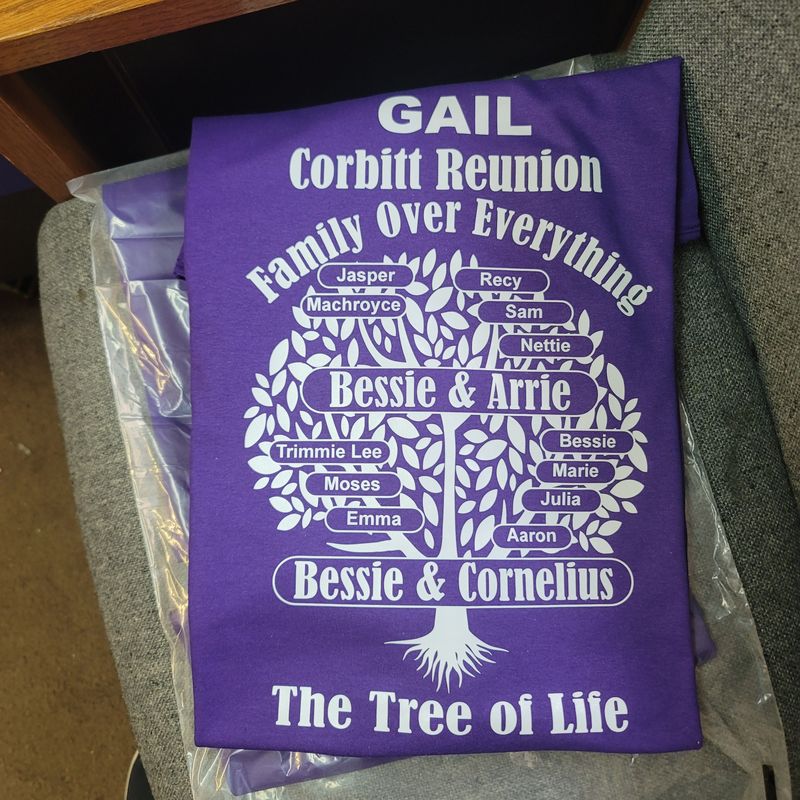 GAIL
Corbitt Reunion
Family Over Everything
Jasper
Recy
Machroyce
Sam
Nettie
Bessie & Arrie
Trimmie Lee
Bessie
Moses
Marie
Julia
Emma
Aaron
Bessie & Cornelius
The Tree of Life